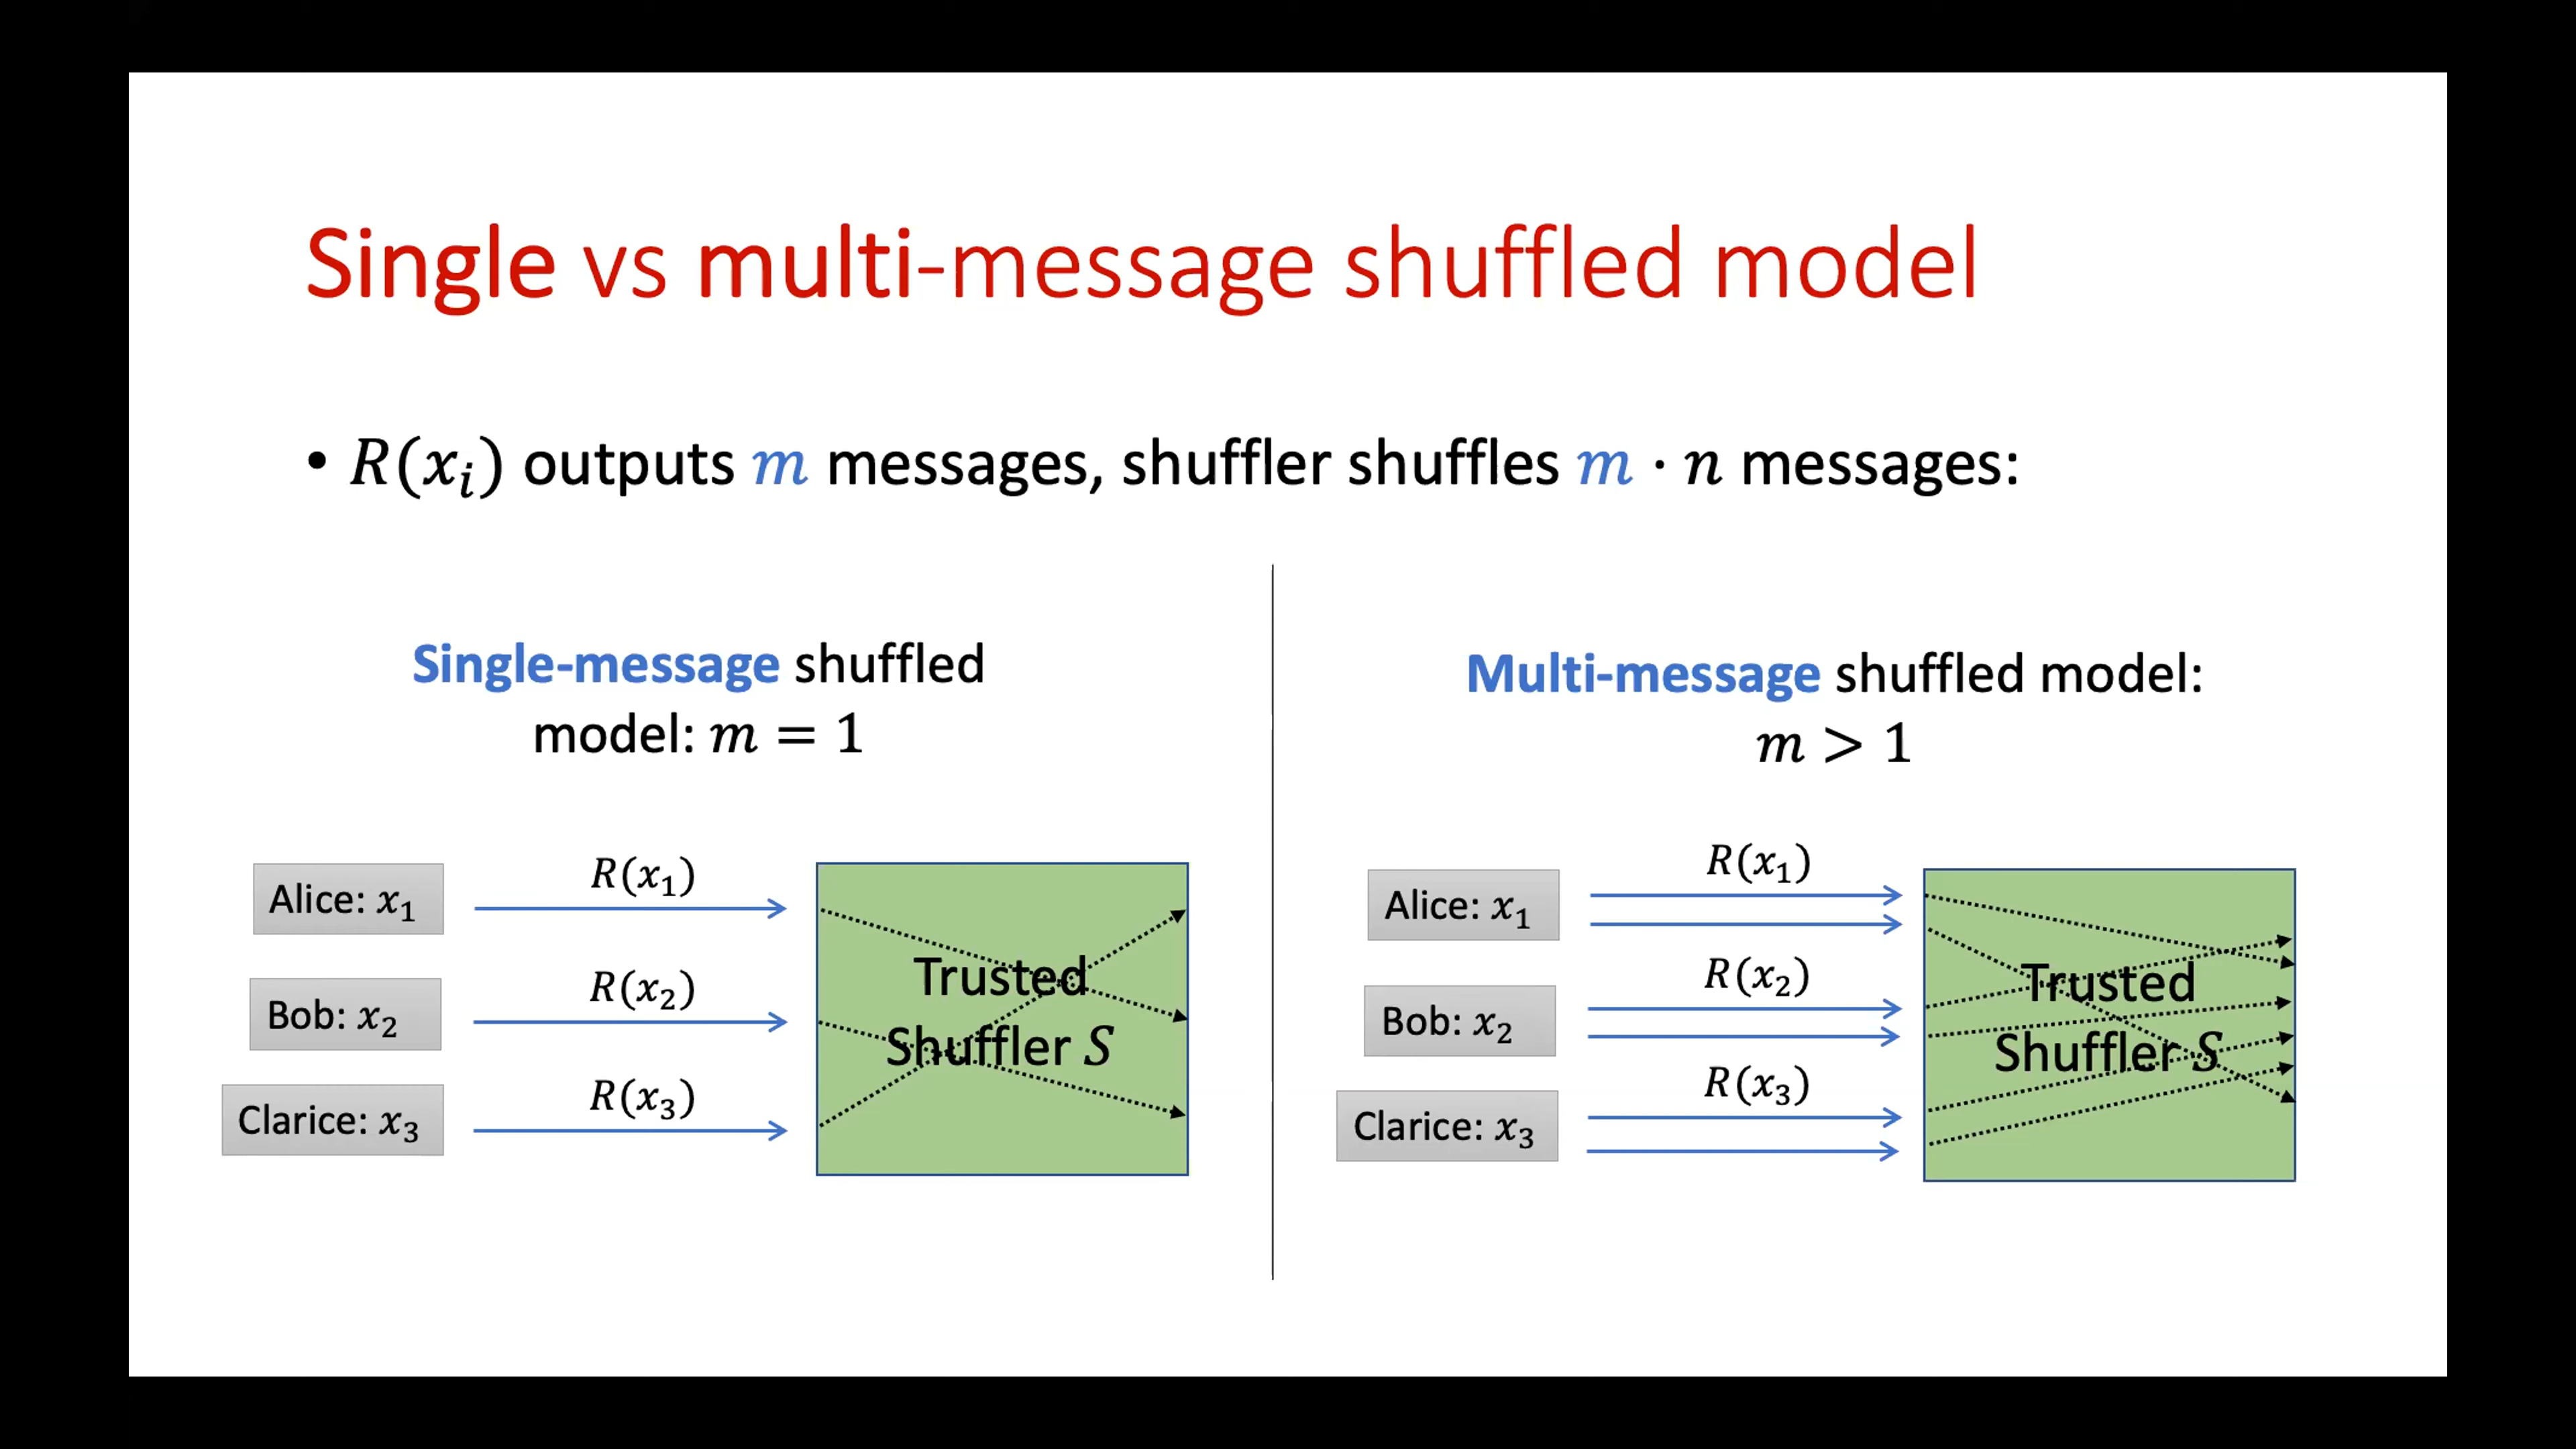 Single vs multi-message shuffled model
• R(xᵢ) outputs m messages, shuffler shuffles m · n messages:
Single-message shuffled
model: m = 1
Alice: x₁
R(x₁)
Bob: x₂
R(x₂)
Clarice: x₃
R(x₃)
Trusted
Shuffler S
Multi-message shuffled model:
m > 1
Alice: x₁
R(x₁)
Bob: x₂
R(x₂)
Clarice: x₃
R(x₃)
Trusted
Shuffler S